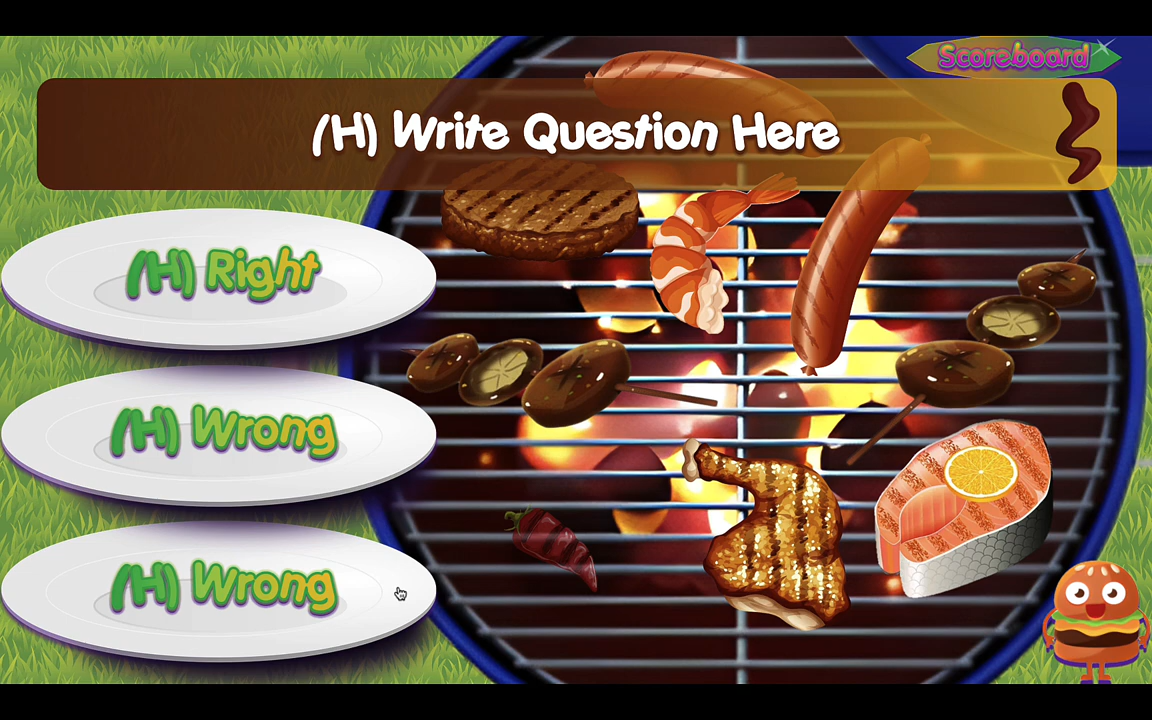 Scoreboard
(H) Write Question Here
(H) Right
(H) Wrong
(H) Wrong